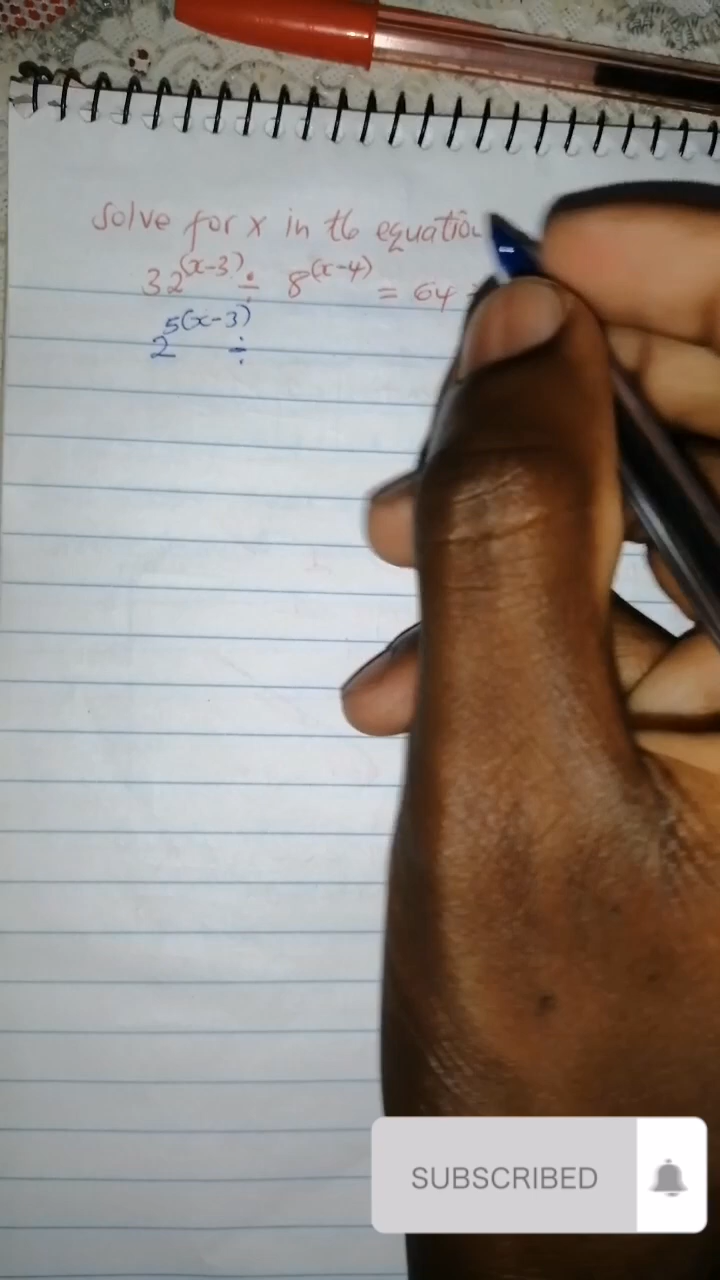 Solve for x in the equation
32^(x-3) ÷ 8^(x-4) = 64
2^5(x-3) ÷
SUBSCRIBED